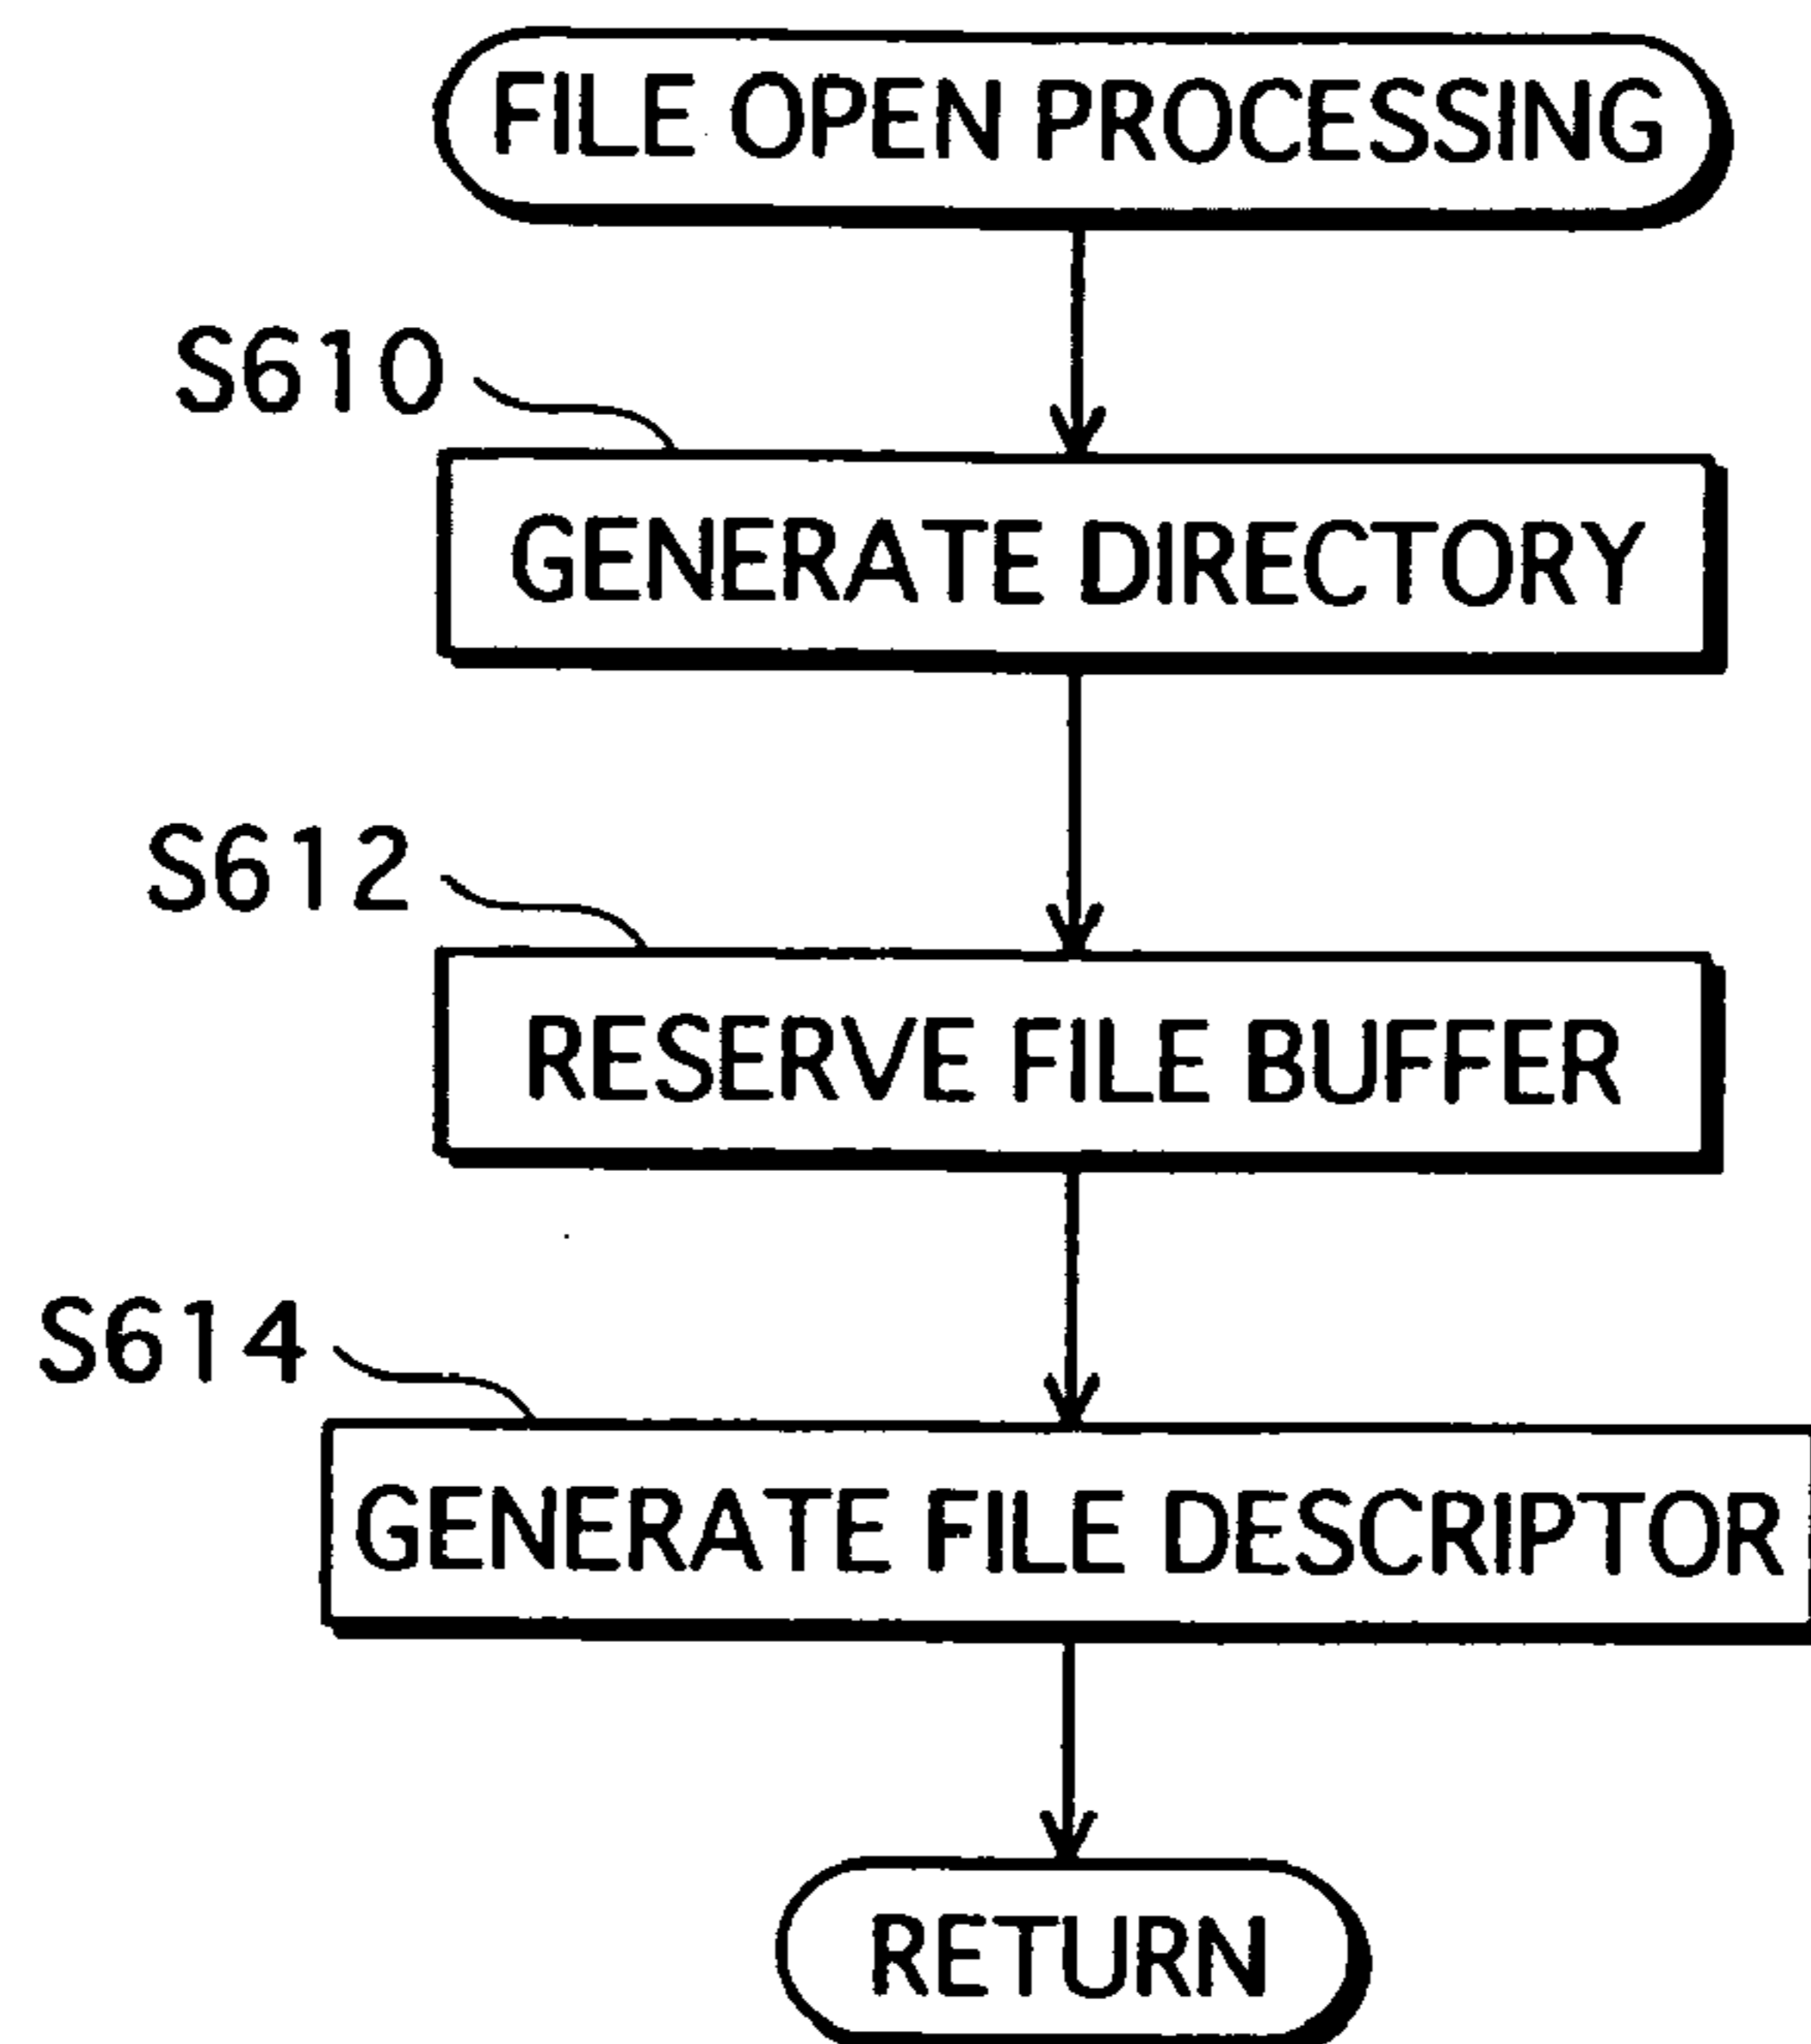 FILE OPEN PROCESSING
S610
GENERATE DIRECTORY
S612
RESERVE FILE BUFFER
S614
GENERATE FILE DESCRIPTOR
RETURN